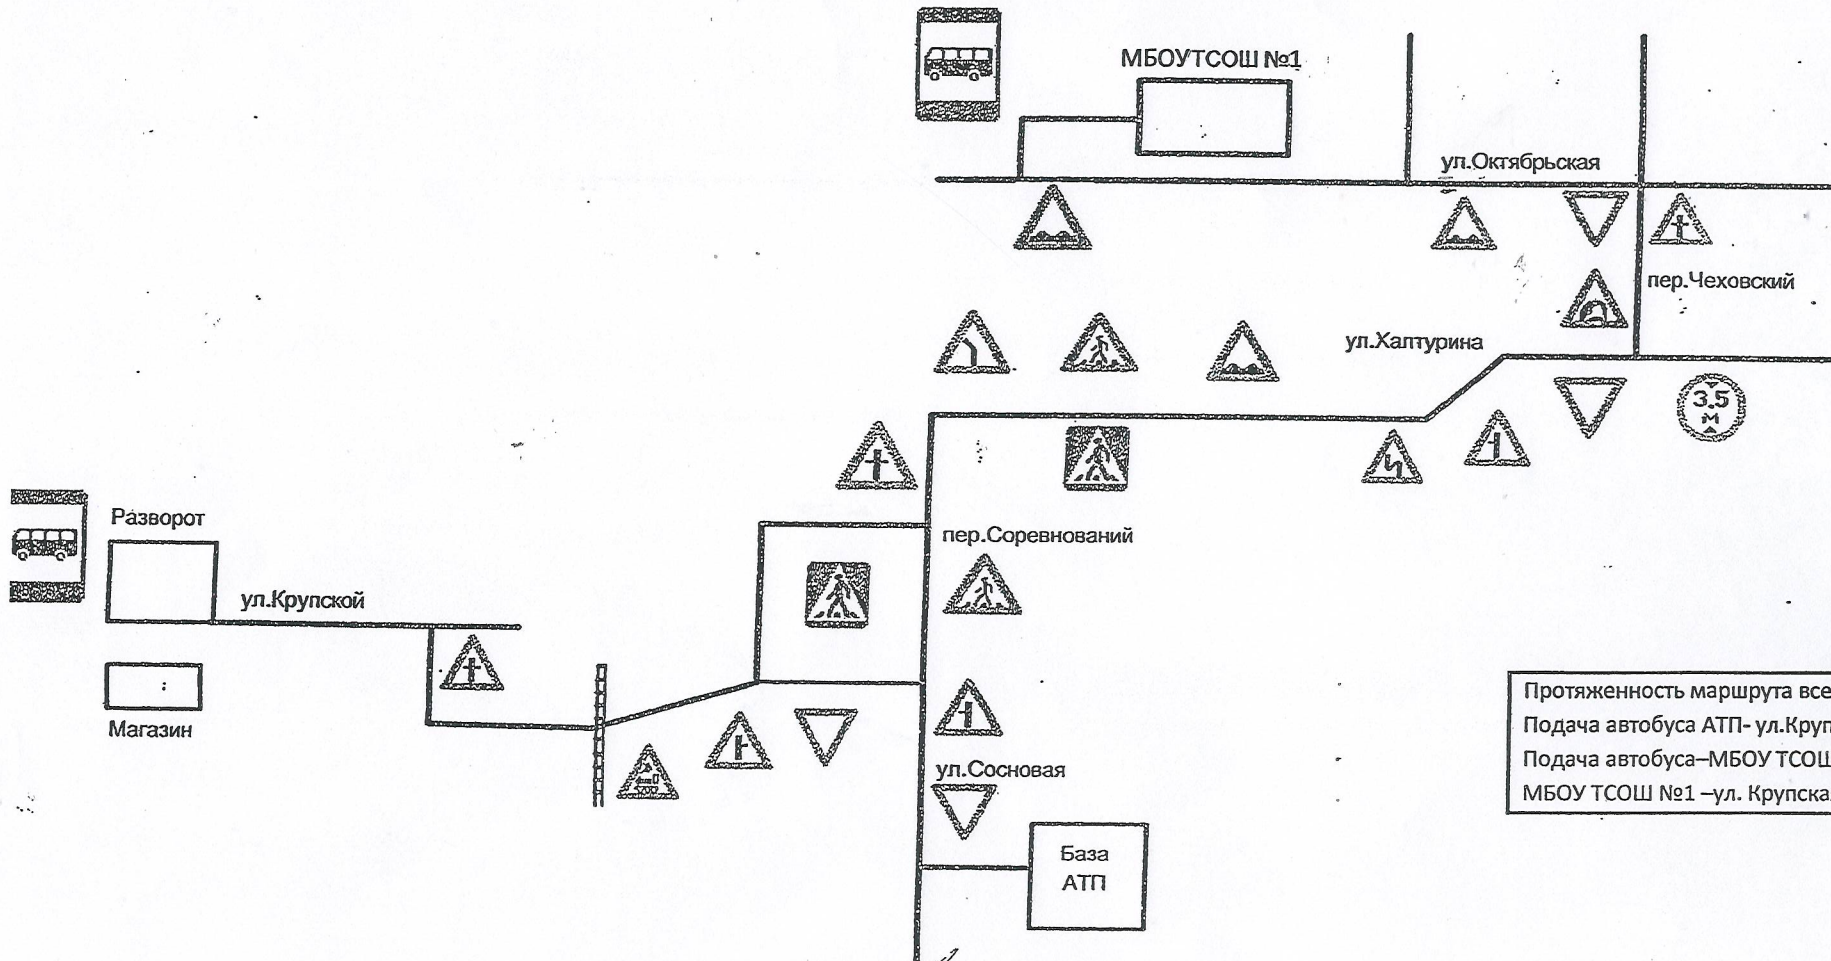 МБОУТСОШ №1
ул.Октябрьская
пер.Чеховский
ул.Халтурина
3.5
м
пер.Соревнований
Разворот
ул.Крупской
Магазин
ул.Сосновая
База
АТП
Протяженность маршрута все
Подача автобуса АТП- ул.Круп
Подача автобуса–МБОУ ТСОШ
МБОУ ТСОШ №1 –ул. Крупска